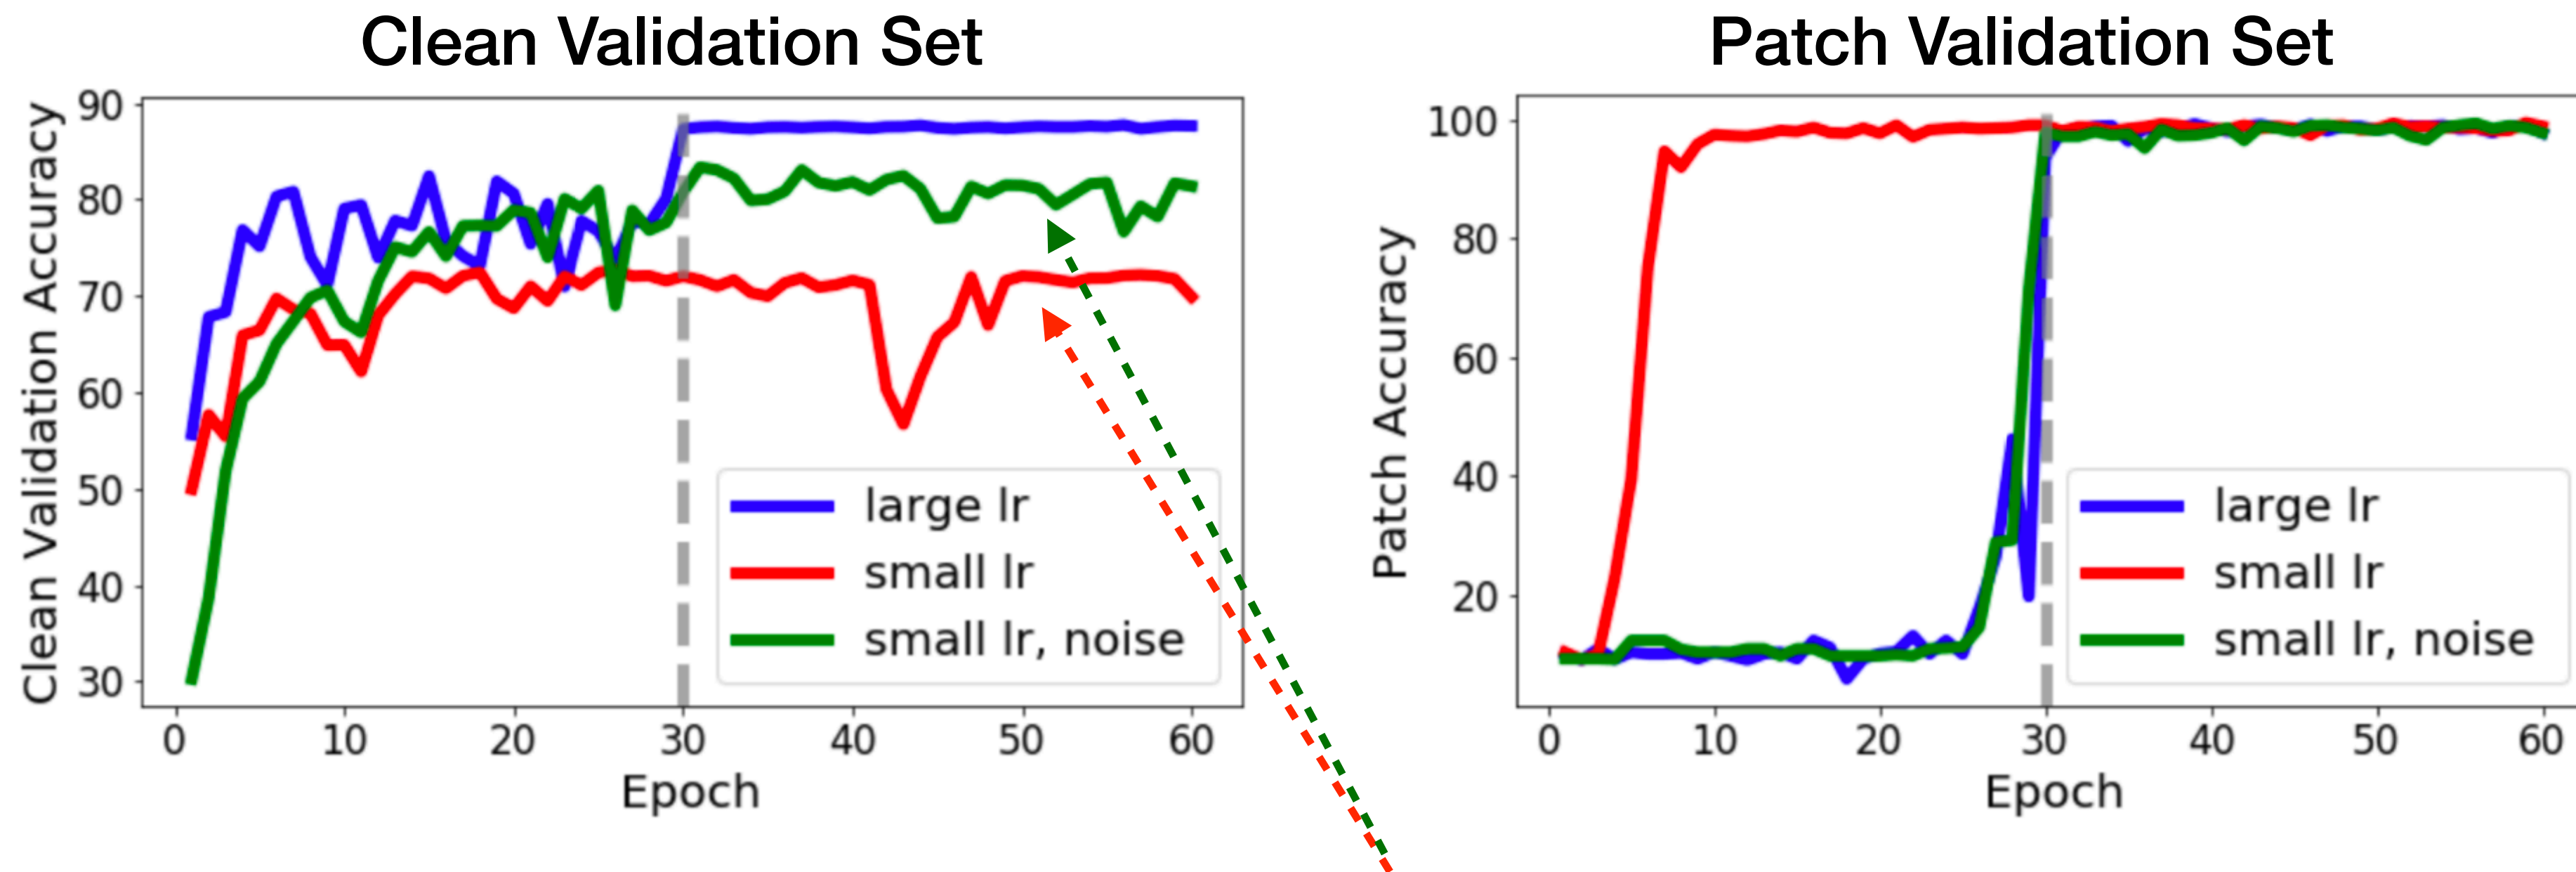 Clean Validation Set
Clean Validation Accuracy
90
80
70
60
50
40
30
0 10 20 30 40 50 60
Epoch
large lr
small lr
small lr, noise
Patch Validation Set
Patch Accuracy
100
80
60
40
20
0 10 20 30 40 50 60
Epoch
large lr
small lr
small lr, noise